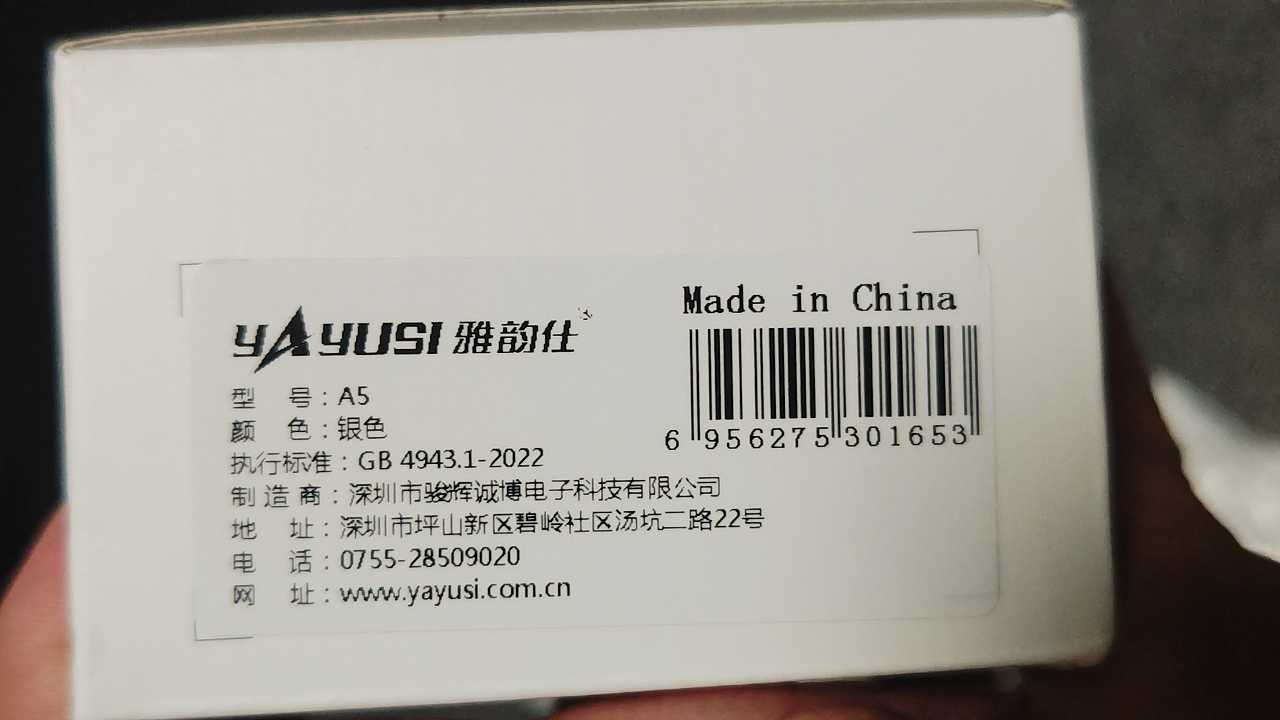 YAYUSI 雅韵仕
Made in China
6 956275 301653
型 号：A5
颜 色：银色
执行标准：GB 4943.1-2022
制 造 商：深圳市骏辉诚博电子科技有限公司
地 址：深圳市坪山新区碧岭社区汤坑二路22号
电 话：0755-28509020
网 址：www.yayusi.com.cn